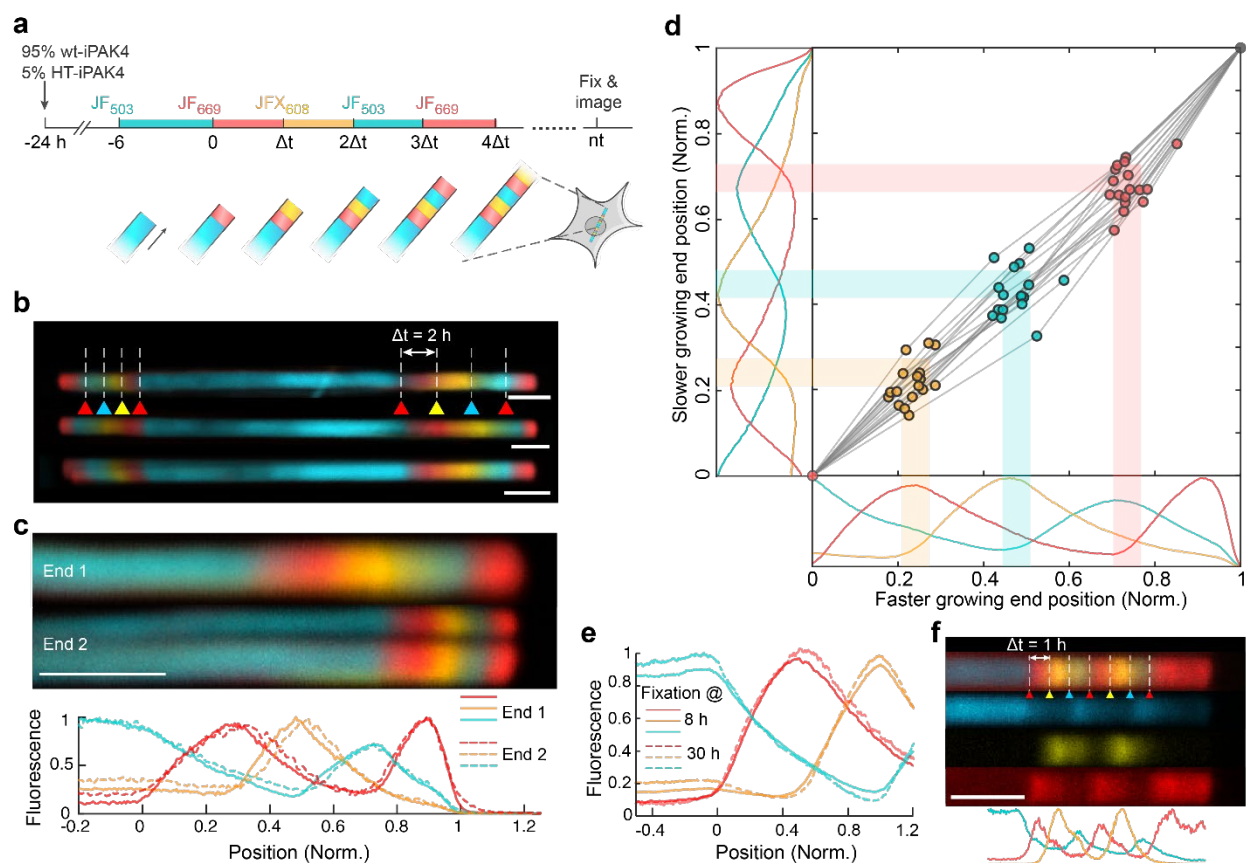 a
95% wt-iPAK4
5% HT-iPAK4
JF503 JF669 JFX608 JF503 JF669
Fix &
image
-24 h -6 0 Δt 2Δt 3Δt 4Δt nt
b
Δt = 2 h
c
End 1
End 2
Fluorescence
1
0.5
0
End 1
End 2
-0.2 0 0.2 0.4 0.6 0.8 1 1.2
Position (Norm.)
d
Slower growing end position (Norm.)
1
0.8
0.6
0.4
0.2
0
0 0.2 0.4 0.6 0.8 1
Faster growing end position (Norm.)
e
Fluorescence
1
0.8
0.6
0.4
0.2
0
Fixation @
8 h
30 h
-0.4 0 0.4 0.8 1.2
Position (Norm.)
f
Δt = 1 h